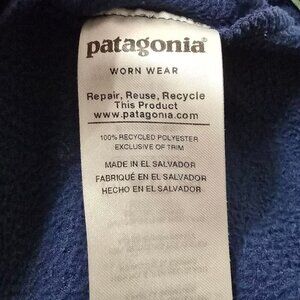 patagonia®
WORN WEAR
Repair, Reuse, Recycle
This Product
www.patagonia.com
100% RECYCLED POLYESTER
EXCLUSIVE OF TRIM
MADE IN EL SALVADOR
FABRIQUÉ EN EL SALVADOR
HECHO EN EL SALVADOR